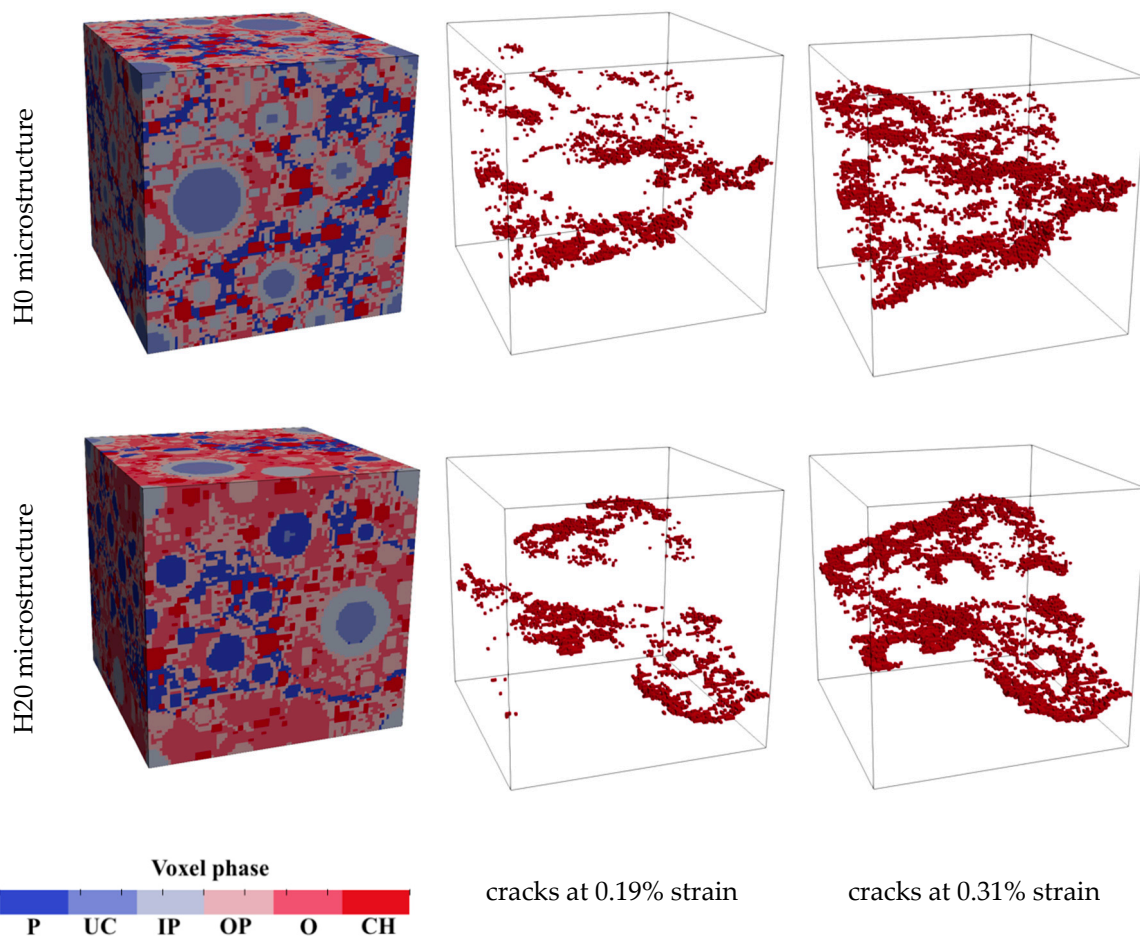 H0 microstructure
H20 microstructure
Voxel phase
P UC IP OP O CH
cracks at 0.19% strain
cracks at 0.31% strain